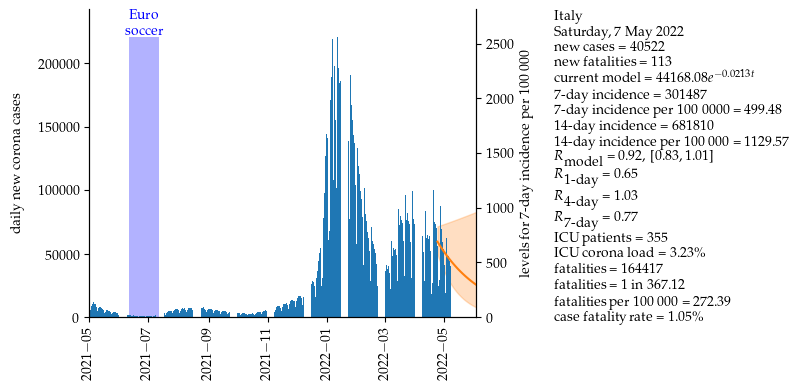 Euro
soccer
daily new corona cases
200000
150000
100000
50000
0
2021−05
2021−07
2021−09
2021−11
2022−01
2022−03
2022−05
2500
2000
1500
1000
500
0
levels for 7-day incidence per 100 000
Italy
Saturday, 7 May 2022
new cases = 40522
new fatalities = 113
current model = 44168.08e^{−0.0213t}
7-day incidence = 301487
7-day incidence per 100 0000 = 499.48
14-day incidence = 681810
14-day incidence per 100 000 = 1129.57
R_model = 0.92, [0.83, 1.01]
R_1-day = 0.65
R_4-day = 1.03
R_7-day = 0.77
ICU patients = 355
ICU corona load = 3.23%
fatalities = 164417
fatalities = 1 in 367.12
fatalities per 100 000 = 272.39
case fatality rate = 1.05%